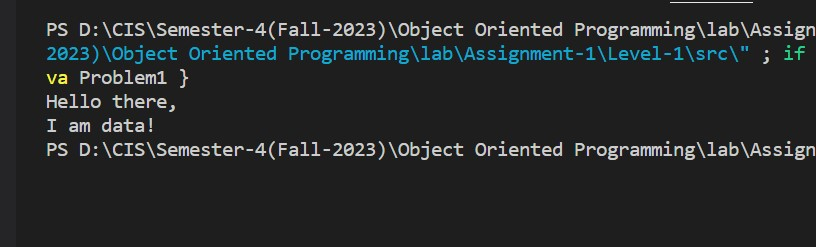 PS D:\CIS\Semester-4(Fall-2023)\Object Oriented Programming\lab\Assign
2023)\Object Oriented Programming\lab\Assignment-1\Level-1\src\" ; if
va Problem1 }
Hello there,
I am data!
PS D:\CIS\Semester-4(Fall-2023)\Object Oriented Programming\lab\Assign